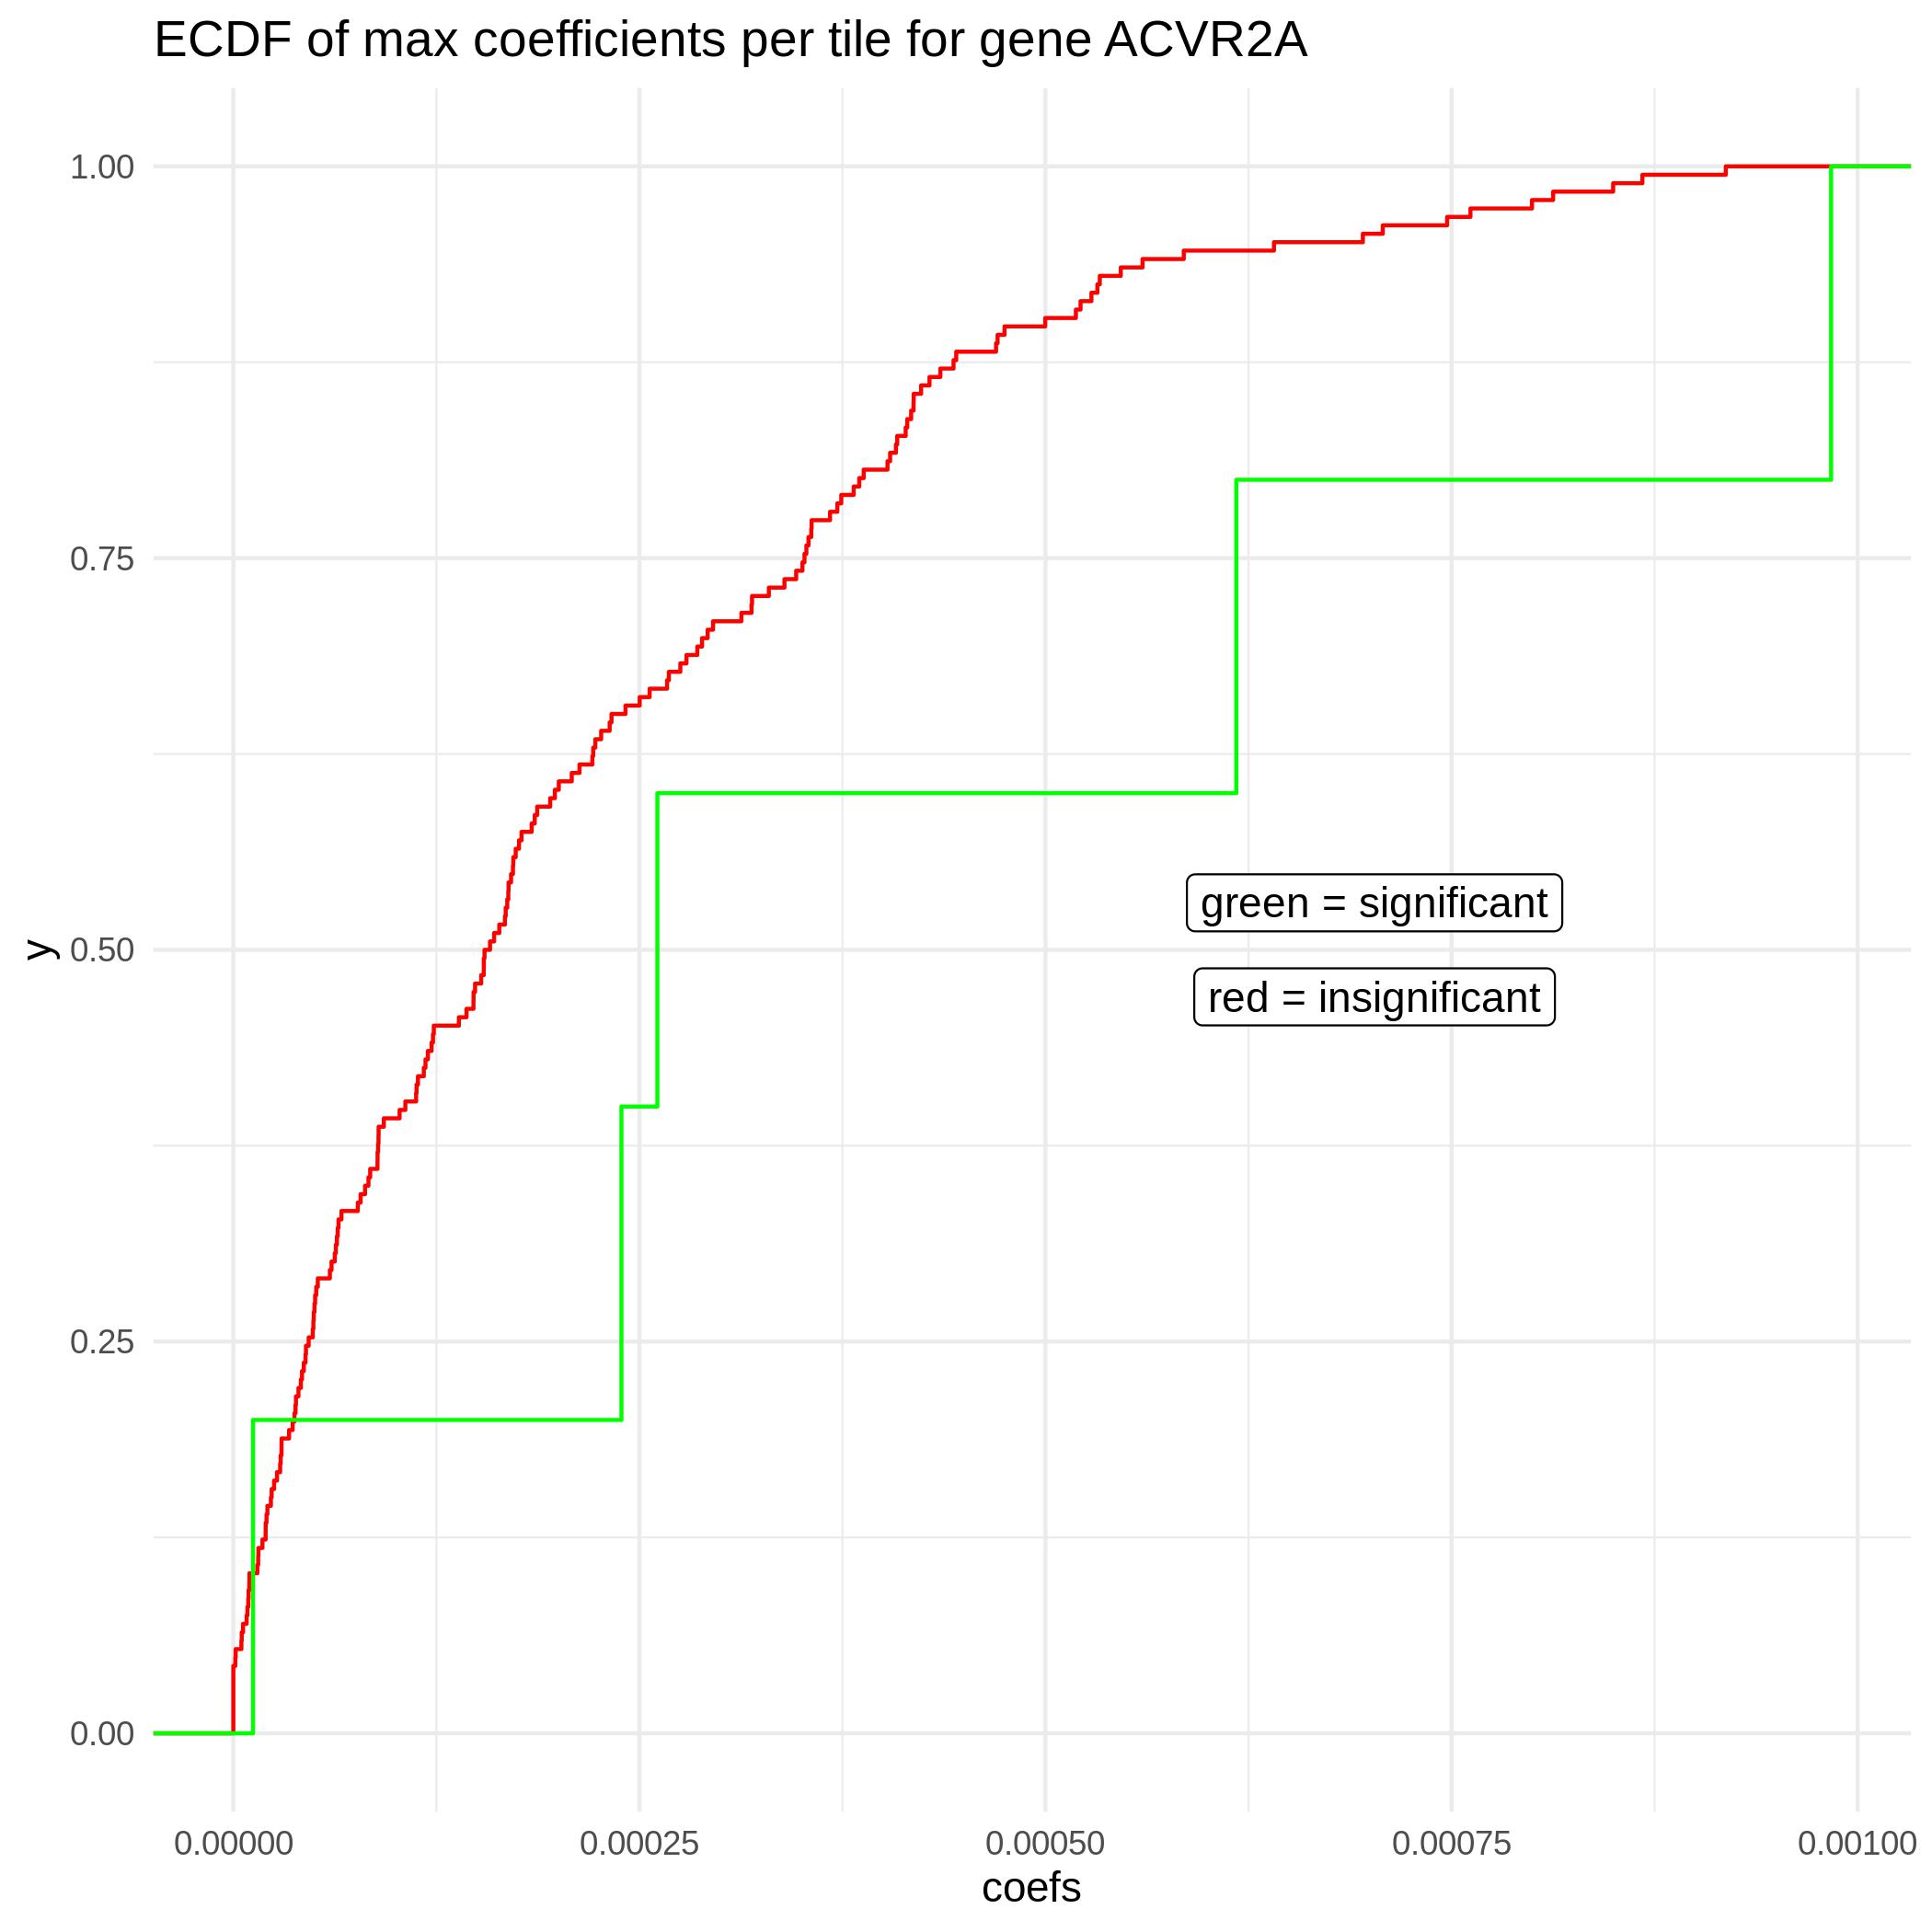 ECDF of max coefficients per tile for gene ACVR2A
1.00
0.75
0.50
0.25
0.00
y
green = significant
red = insignificant
0.00000 0.00025 0.00050 0.00075 0.00100
coefs